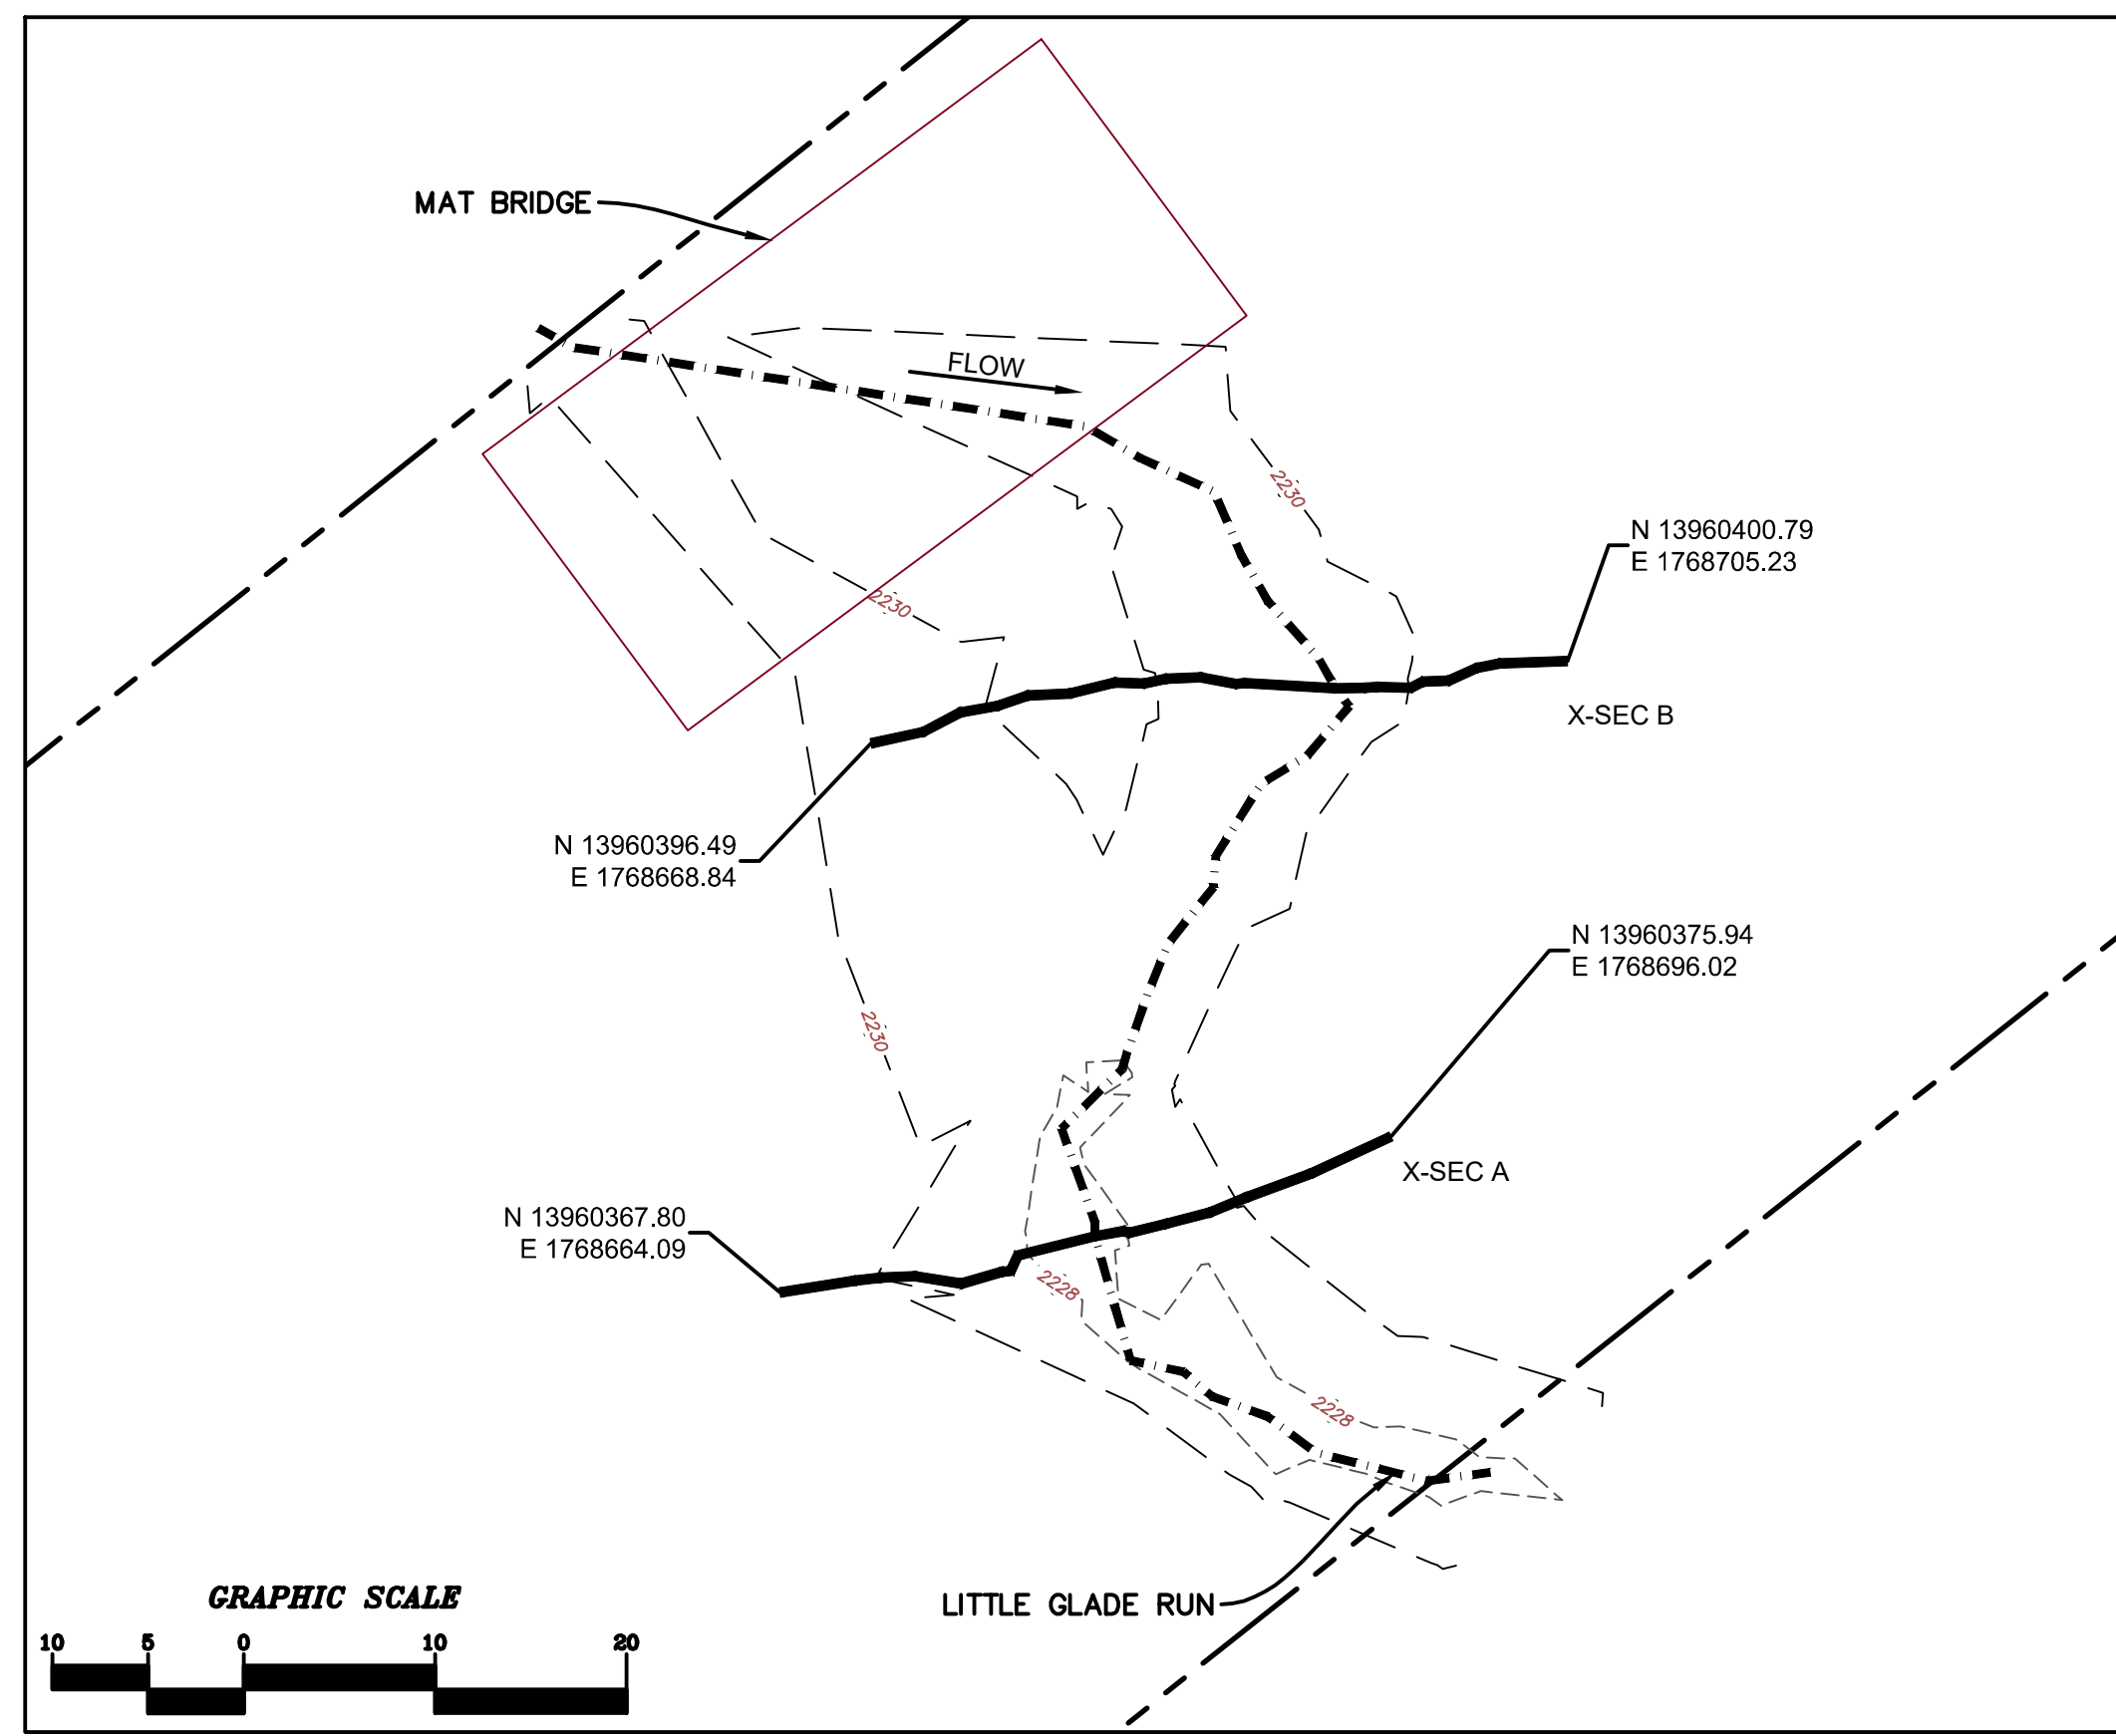 MAT BRIDGE
FLOW
2230
N 13960400.79
E 1768705.23
2230
X-SEC B
N 13960396.49
E 1768668.84
N 13960375.94
E 1768696.02
2230
X-SEC A
N 13960367.80
E 1768664.09
2228
2228
LITTLE GLADE RUN
GRAPHIC SCALE
10 5 0 10 20